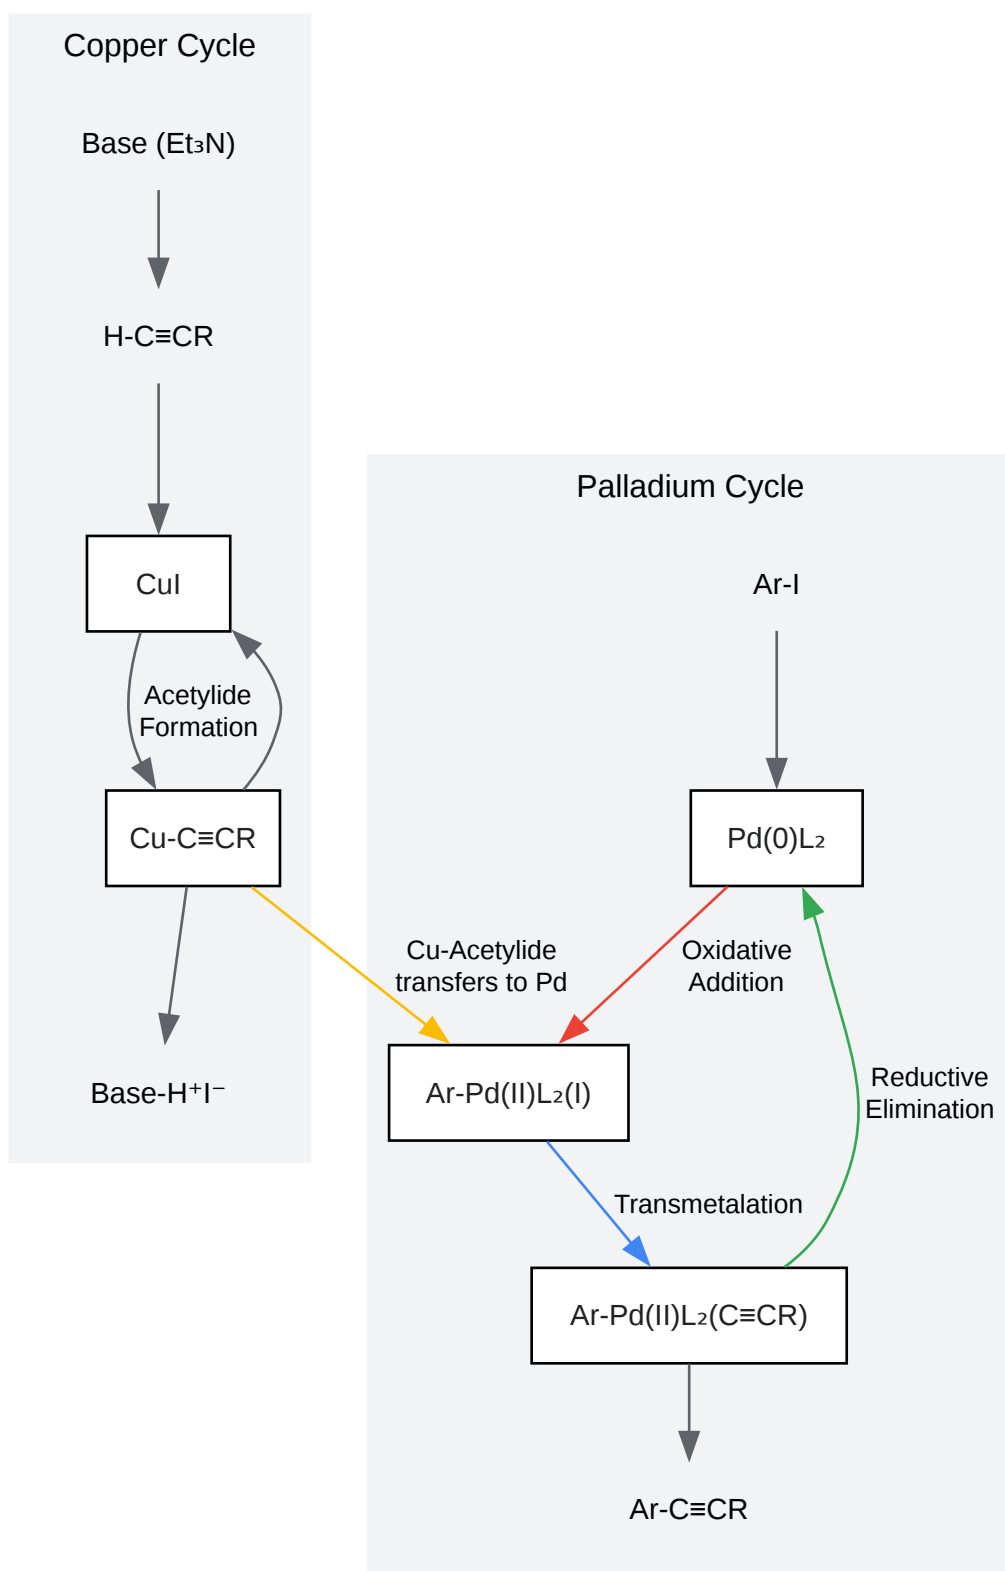 Copper Cycle
Base (Et₃N)
H-C≡CR
CuI
Acetylide
Formation
Cu-C≡CR
Base-H⁺I⁻
Palladium Cycle
Ar-I
Pd(0)L₂
Cu-Acetylide
transfers to Pd
Oxidative
Addition
Ar-Pd(II)L₂(I)
Reductive
Elimination
Transmetalation
Ar-Pd(II)L₂(C≡CR)
Ar-C≡CR